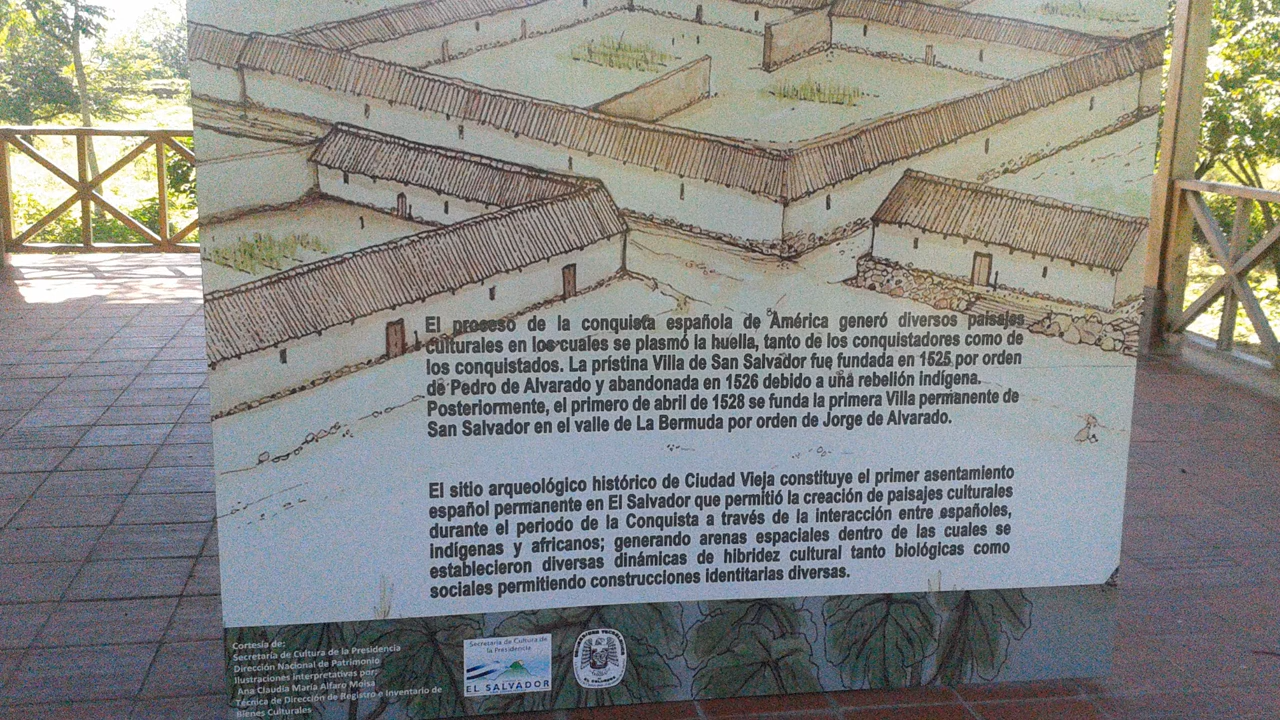 El proceso de la conquista española de América generó diversos paisajes
culturales en los cuales se plasmó la huella, tanto de los conquistadores como de
los conquistados. La prístina Villa de San Salvador fue fundada en 1525 por orden
de Pedro de Alvarado y abandonada en 1526 debido a una rebellón indígena.
Posteriormente, el primero de abril de 1528 se funda la primera Villa permanente de
San Salvador en el valle de La Bermuda por orden de Jorge de Alvarado.
El sitio arqueológico histórico de Ciudad Vieja constituye el primer asentamiento
español permanente en El Salvador que permitió la creación de paisajes culturales
durante el periodo de la Conquista a través de la interacción entre españoles,
indígenas y africanos; generando arenas espaciales dentro de las cuales se
establecieron diversas dinámicas de hibridez cultural tanto biológicas como
sociales permitiendo construcciones identitarias diversas.
Cortesía de:
Secretaría de Cultura de la Presidencia
Dirección Nacional de Patrimonio
Ilustraciones interpretativas por:
Ana Claudia María Alfaro Moisa
Técnica de Dirección de Registro e Inventario de
Bienes Culturales
Secretaría de Cultura
de la Presidencia
EL SALVADOR